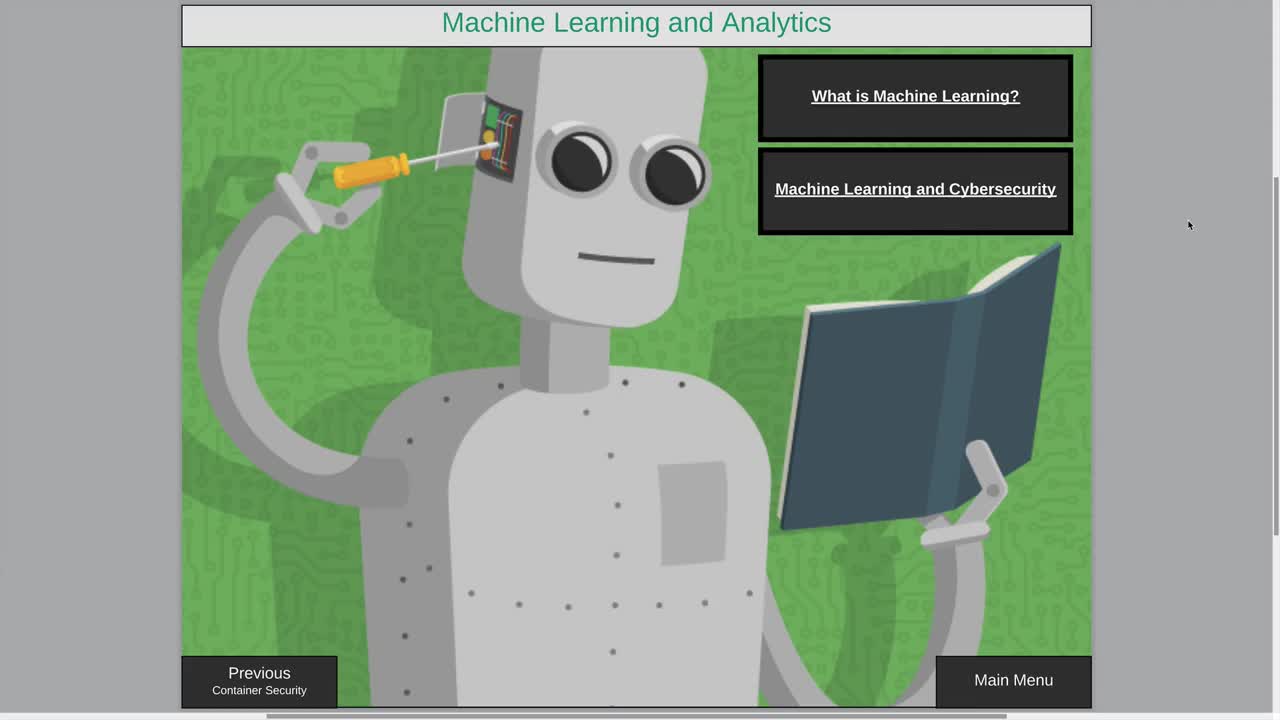 Machine Learning and Analytics
What is Machine Learning?
Machine Learning and Cybersecurity
Previous
Container Security
Main Menu